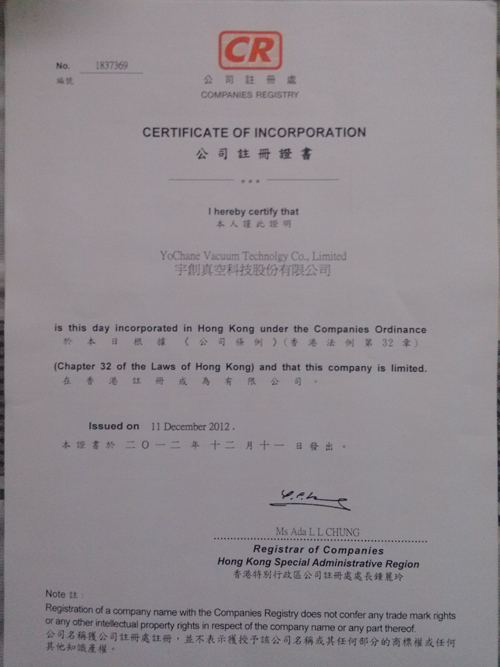 CR
No. 1837369
編號
公司註冊處
COMPANIES REGISTRY
CERTIFICATE OF INCORPORATION
公司註冊證書
I hereby certify that
本人謹此證明
YoChane Vacuum Technolgy Co., Limited
宇創真空科技股份有限公司
is this day incorporated in Hong Kong under the Companies Ordinance
於本日根據《公司條例》(香港法例第32章)
(Chapter 32 of the Laws of Hong Kong) and that this company is limited.
在香港註冊成為有限公司。
Issued on 11 December 2012.
本證書於二〇一二年十二月十一日發出。
Ms Ada L L CHUNG
Registrar of Companies
Hong Kong Special Administrative Region
香港特別行政區公司註冊處處長鍾麗玲
Note 註:
Registration of a company name with the Companies Registry does not confer any trade mark rights
or any other intellectual property rights in respect of the company name or any part thereof.
公司名稱獲公司註冊處註冊,並不表示獲授予該公司名稱或其任何部分的商標權或任何
其他知識產權。